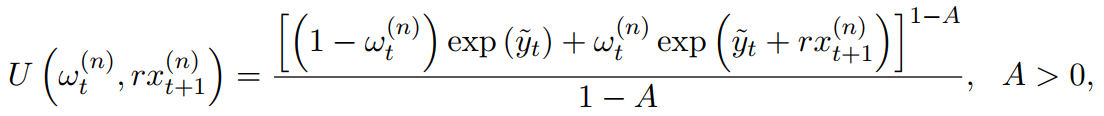 U\left(\omega_t^{(n)}, rx_{t+1}^{(n)}\right) = \frac{\left[\left(1-\omega_t^{(n)}\right)\exp\left(\tilde{y}_t\right)+\omega_t^{(n)}\exp\left(\tilde{y}_t+rx_{t+1}^{(n)}\right)\right]^{1-A}}{1-A}, \quad A > 0,